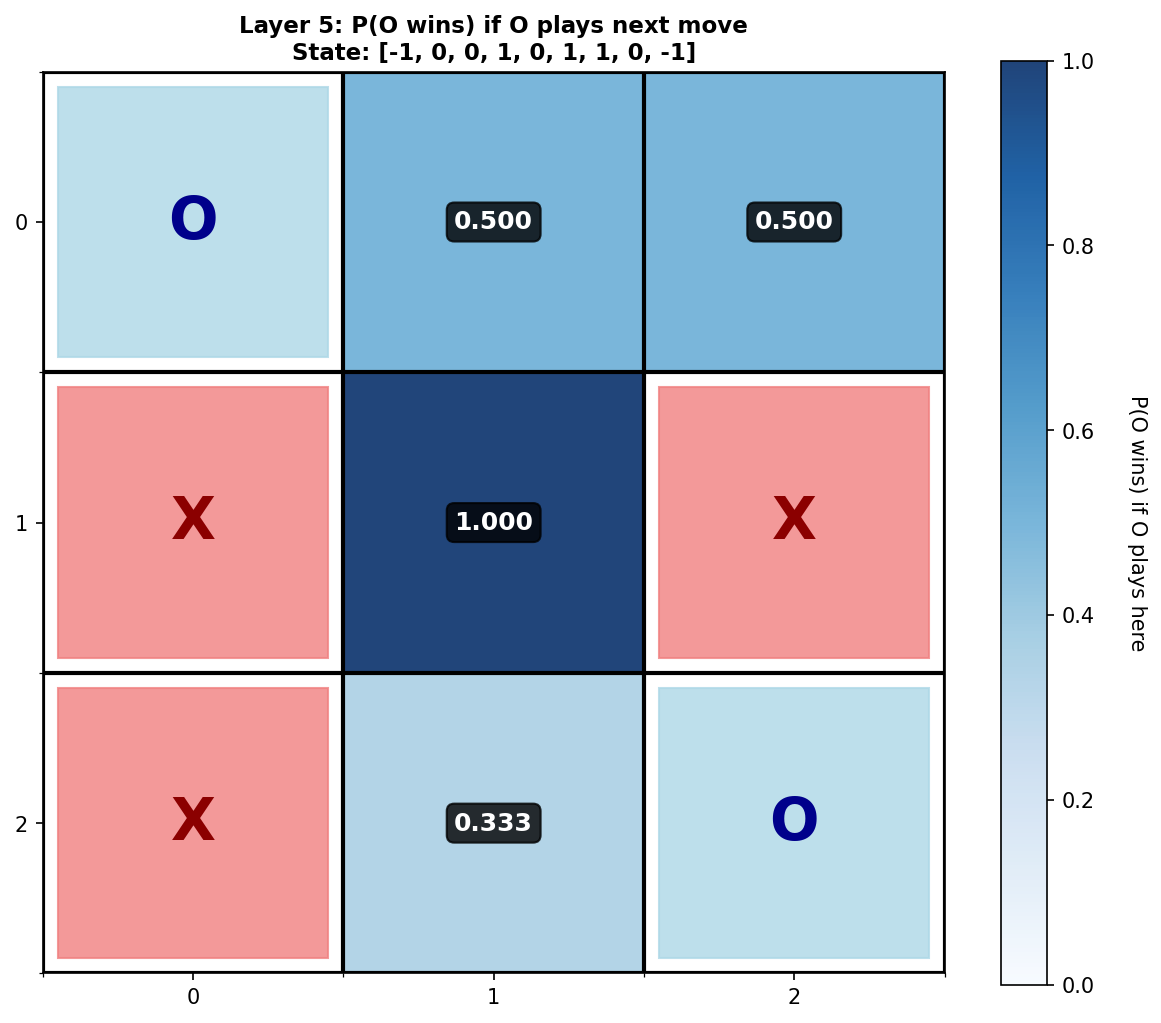 Layer 5: P(O wins) if O plays next move
State: [-1, 0, 0, 1, 0, 1, 1, 0, -1]
0
O
0.500
0.500
1
X
1.000
X
2
X
0.333
O
0
1
2
1.0
0.8
0.6
0.4
0.2
0.0
P(O wins) if O plays here